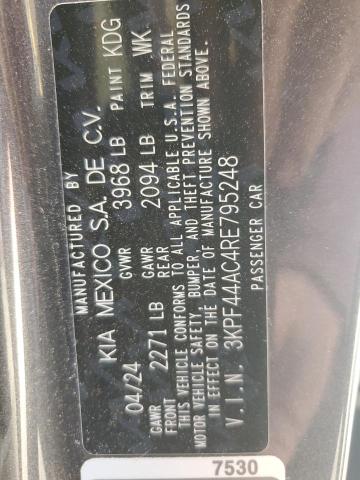 MANUFACTURED BY
KIA MEXICO S.A. DE C.V.
04/24 GVWR 3968 LB PAINT KDG
GAWR FRONT 2271 LB GAWR REAR 2094 LB TRIM WK
THIS VEHICLE CONFORMS TO ALL APPLICABLE U.S.A. FEDERAL
MOTOR VEHICLE SAFETY, BUMPER, AND THEFT PREVENTION STANDARDS
IN EFFECT ON THE DATE OF MANUFACTURE SHOWN ABOVE.
V.I.N. 3KPF44AC4RE795248
PASSENGER CAR
7530